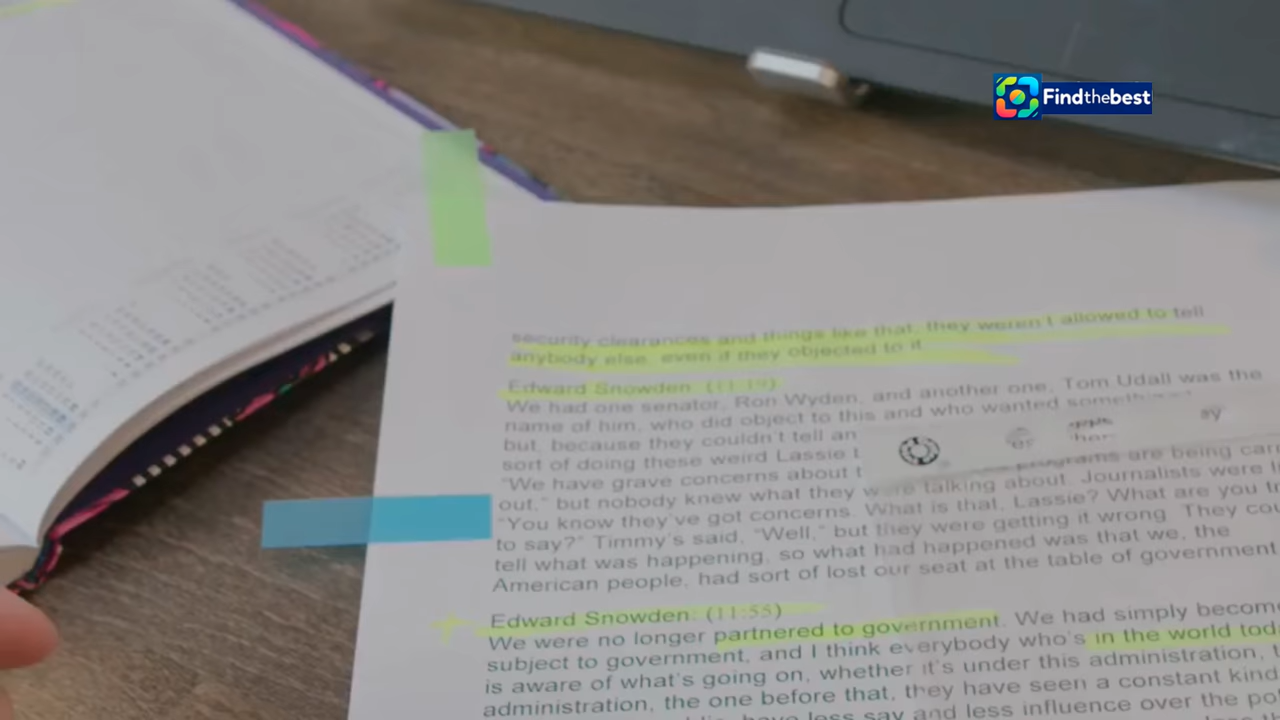 Findthebest
security clearances and things like that, they weren't allowed to tell
anybody else, even if they objected to it
Edward Snowden: (11:19)
We had one senator, Ron Wyden, and another one, Tom Udall was the
name of him, who did object to this and who wanted
but, because they couldn't tell an
sort of doing these weird Lassie t
"We have grave concerns about t programs are being car
out," but nobody knew what they were talking about. Journalists were l
"You know they've got concerns. What is that, Lassie? What are you tr
to say?" Timmy's said, "Well," but they were getting it wrong. They cou
tell what was happening, so what had happened was that we, the
American people, had sort of lost our seat at the table of government
Edward Snowden: (11:55)
We were no longer partnered to government. We had simply becom
subject to government, and I think everybody who's in the world tod
is aware of what's going on, whether it's under this administration, t
administration, the one before that, they have seen a constant kind
have less say and less influence over the po